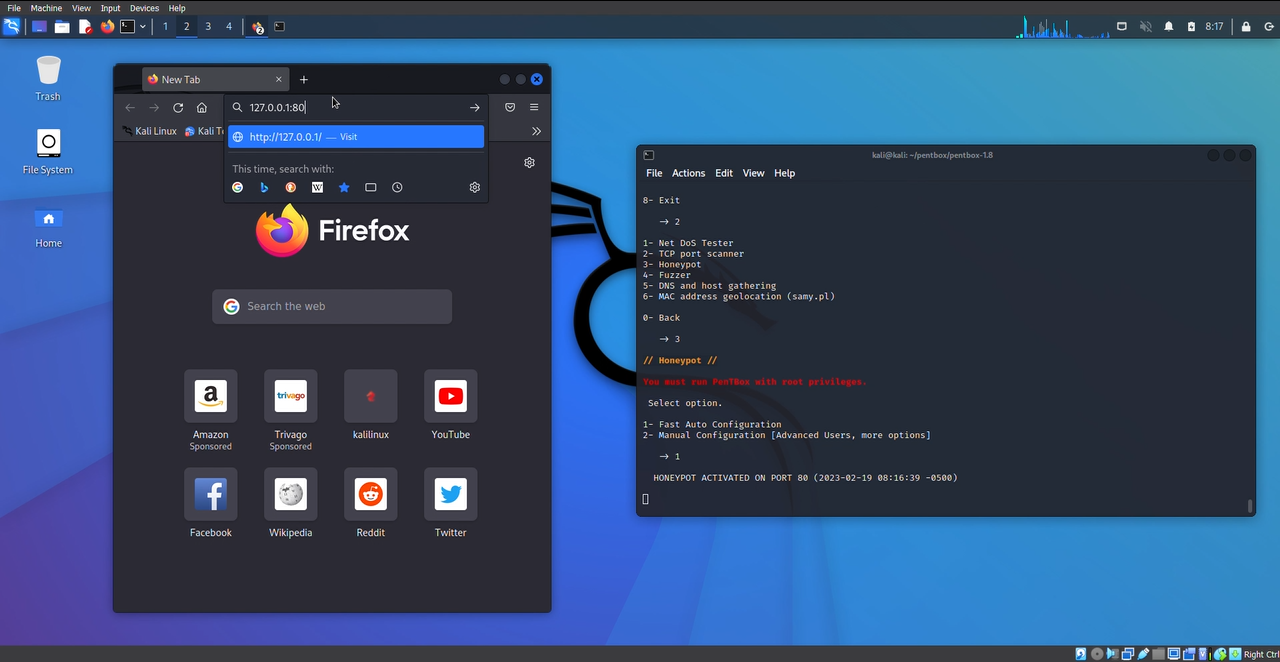 File Machine View Input Devices Help
1 2 3 4
2
8:17
Trash
File System
Home
New Tab
127.0.0.1:80
Kali Linux Kali To
http://127.0.0.1/ — Visit
This time, search with:
W
Firefox
Search the web
a
trivago
Amazon
Sponsored
Trivago
Sponsored
kalilinux
YouTube
Facebook
Wikipedia
Reddit
Twitter
kali@kali: ~/pentbox/pentbox-1.8
File Actions Edit View Help
8- Exit
→ 2
1- Net DoS Tester
2- TCP port scanner
3- Honeypot
4- Fuzzer
5- DNS and host gathering
6- MAC address geolocation (samy.pl)
0- Back
→ 3
// Honeypot //
You must run PenTBox with root privileges.
Select option.
1- Fast Auto Configuration
2- Manual Configuration [Advanced Users, more options]
→ 1
HONEYPOT ACTIVATED ON PORT 80 (2023-02-19 08:16:39 -0500)
Right Ctrl